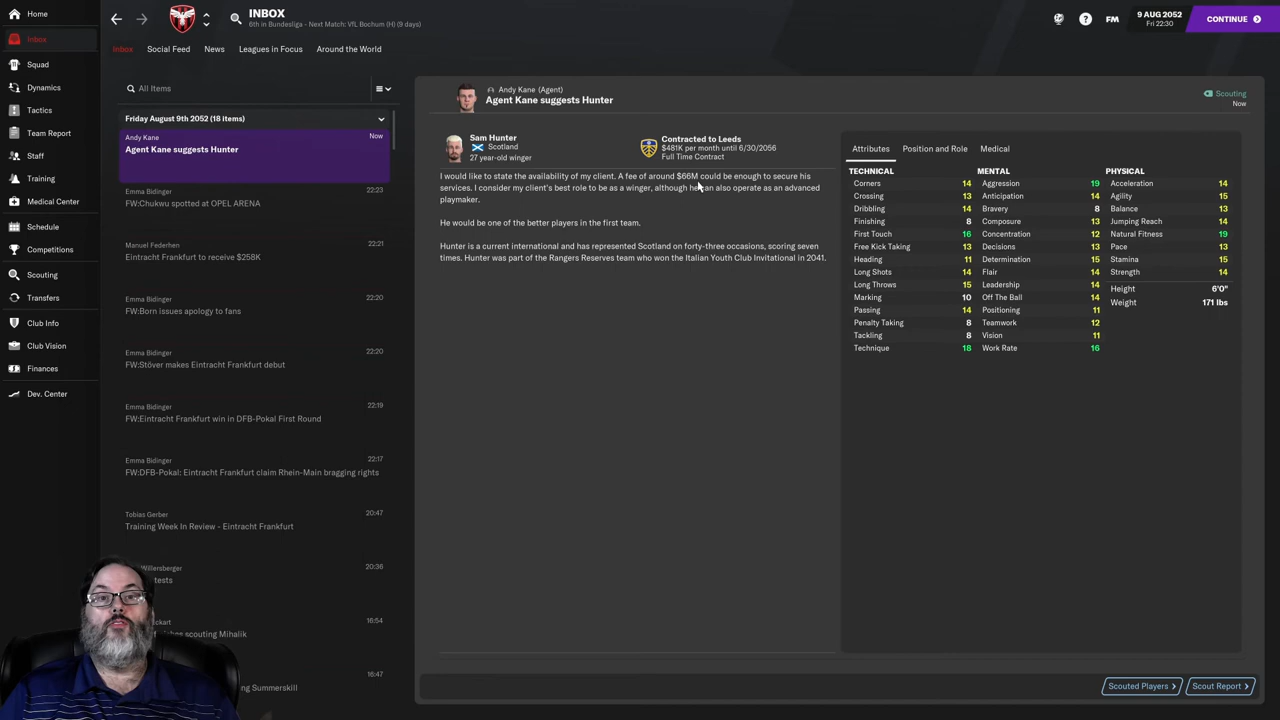 Home
Inbox
Squad
Dynamics
Tactics
Team Report
Staff
Training
Medical Center
Schedule
Competitions
Scouting
Transfers
Club Info
Club Vision
Finances
Dev. Center
INBOX
6th in Bundesliga - Next Match: VfL Bochum (H) (9 days)
?
FM
9 AUG 2052
Fri 22:30
CONTINUE
Inbox
Social Feed
News
Leagues in Focus
Around the World
All Items
Friday August 9th 2052 (18 items)
Andy Kane
Now
Agent Kane suggests Hunter
Emma Bidinger
22:23
FW:Chukwu spotted at OPEL ARENA
Manuel Federhen
22:21
Eintracht Frankfurt to receive $258K
Emma Bidinger
22:20
FW:Born issues apology to fans
Emma Bidinger
22:20
FW:Stöver makes Eintracht Frankfurt debut
Emma Bidinger
22:19
FW:Eintracht Frankfurt win in DFB-Pokal First Round
Emma Bidinger
22:17
FW:DFB-Pokal: Eintracht Frankfurt claim Rhein-Main bragging rights
Tobias Gerber
20:47
Training Week In Review - Eintracht Frankfurt
Willersberger
20:36
tests
16:54
scouting Mihalik
16:47
Summerskill
Andy Kane (Agent)
Agent Kane suggests Hunter
Scouting
Now
Sam Hunter
Scotland
27 year-old winger
Contracted to Leeds
$481K per month until 6/30/2056
Full Time Contract
I would like to state the availability of my client. A fee of around $66M could be enough to secure his
services. I consider my client's best role to be as a winger, although he can also operate as an advanced
playmaker.
He would be one of the better players in the first team.
Hunter is a current international and has represented Scotland on forty-three occasions, scoring seven
times. Hunter was part of the Rangers Reserves team who won the Italian Youth Club Invitational in 2041.
Attributes
Position and Role
Medical
TECHNICAL
MENTAL
PHYSICAL
Corners 14 Aggression 19 Acceleration 14
Crossing 13 Anticipation 14 Agility 15
Dribbling 14 Bravery 8 Balance 13
Finishing 8 Composure 13 Jumping Reach 14
First Touch 16 Concentration 12 Natural Fitness 19
Free Kick Taking 13 Decisions 13 Pace 13
Heading 11 Determination 15 Stamina 15
Long Shots 14 Flair 14 Strength 14
Long Throws 15 Leadership 14 Height 6'0"
Marking 10 Off The Ball 14 Weight 171 lbs
Passing 14 Positioning 11
Penalty Taking 8 Teamwork 12
Tackling 8 Vision 11
Technique 18 Work Rate 16
Scouted Players
Scout Report